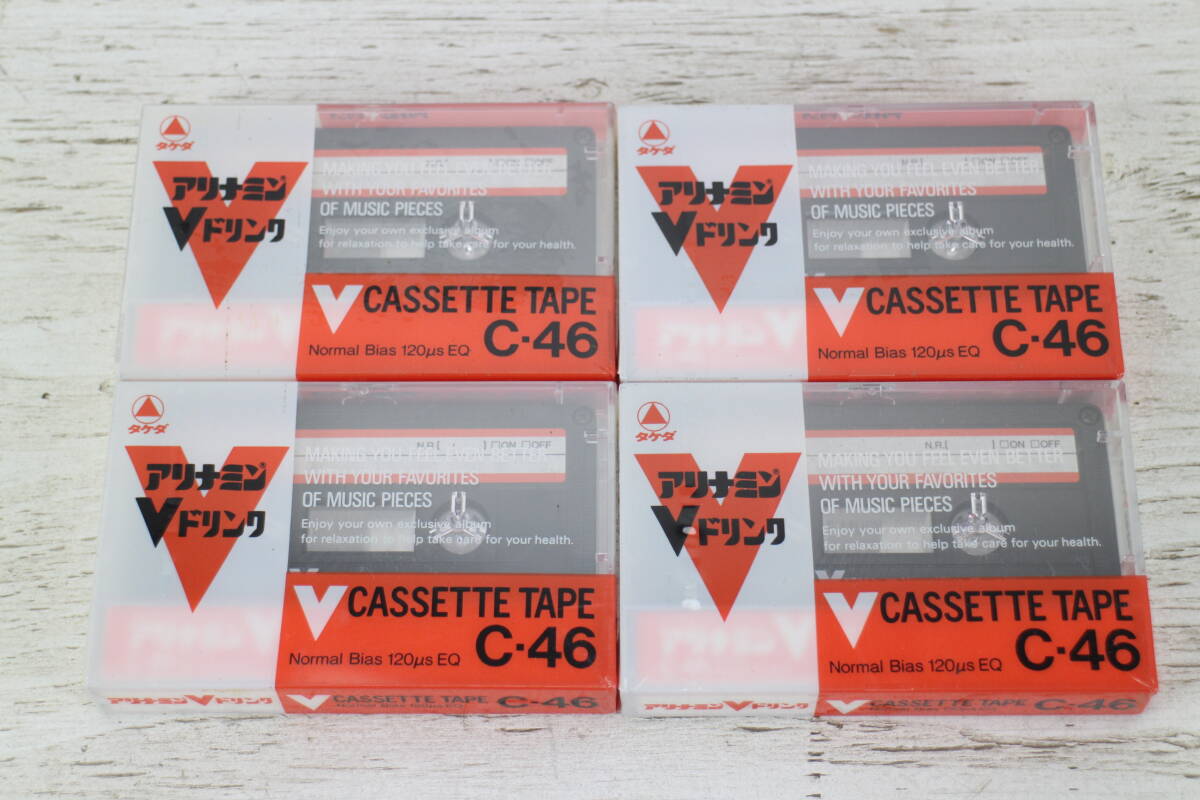 タケダ
アリナミン
Vドリンク
MAKING YOU FEEL EVEN BETTER
WITH YOUR FAVORITES
OF MUSIC PIECES
Enjoy your own exclusive album
for relaxation to help take care for your health.
V CASSETTE TAPE
Normal Bias 120μs EQ C-46
タケダ
アリナミン
Vドリンク
MAKING YOU FEEL EVEN BETTER
WITH YOUR FAVORITES
OF MUSIC PIECES
Enjoy your own exclusive album
for relaxation to help take care for your health.
V CASSETTE TAPE
Normal Bias 120μs EQ C-46
タケダ
アリナミン
Vドリンク
N.R.[ ] □ON □OFF
MAKING YOU FEEL EVEN BETTER
WITH YOUR FAVORITES
OF MUSIC PIECES
Enjoy your own exclusive album
for relaxation to help take care for your health.
V CASSETTE TAPE
Normal Bias 120μs EQ C-46
アリナミンVドリンク V CASSETTE TAPE C-46
Normal Bias 120μs EQ
タケダ
アリナミン
Vドリンク
N.R.[ ] □ON □OFF
MAKING YOU FEEL EVEN BETTER
WITH YOUR FAVORITES
OF MUSIC PIECES
Enjoy your own exclusive album
for relaxation to help take care for your health.
V CASSETTE TAPE
Normal Bias 120μs EQ C-46
アリナミンVドリンク V CASSETTE TAPE C-46